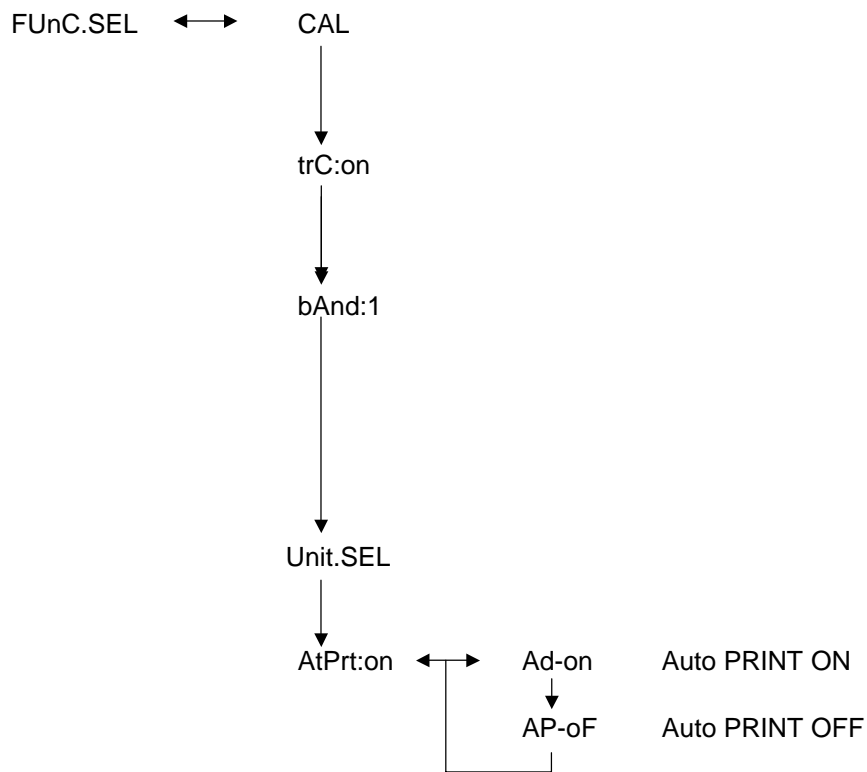 FUnC.SEL CAL
trC:on
bAnd:1
Unit.SEL
AtPrt:on Ad-on Auto PRINT ON
AP-oF Auto PRINT OFF